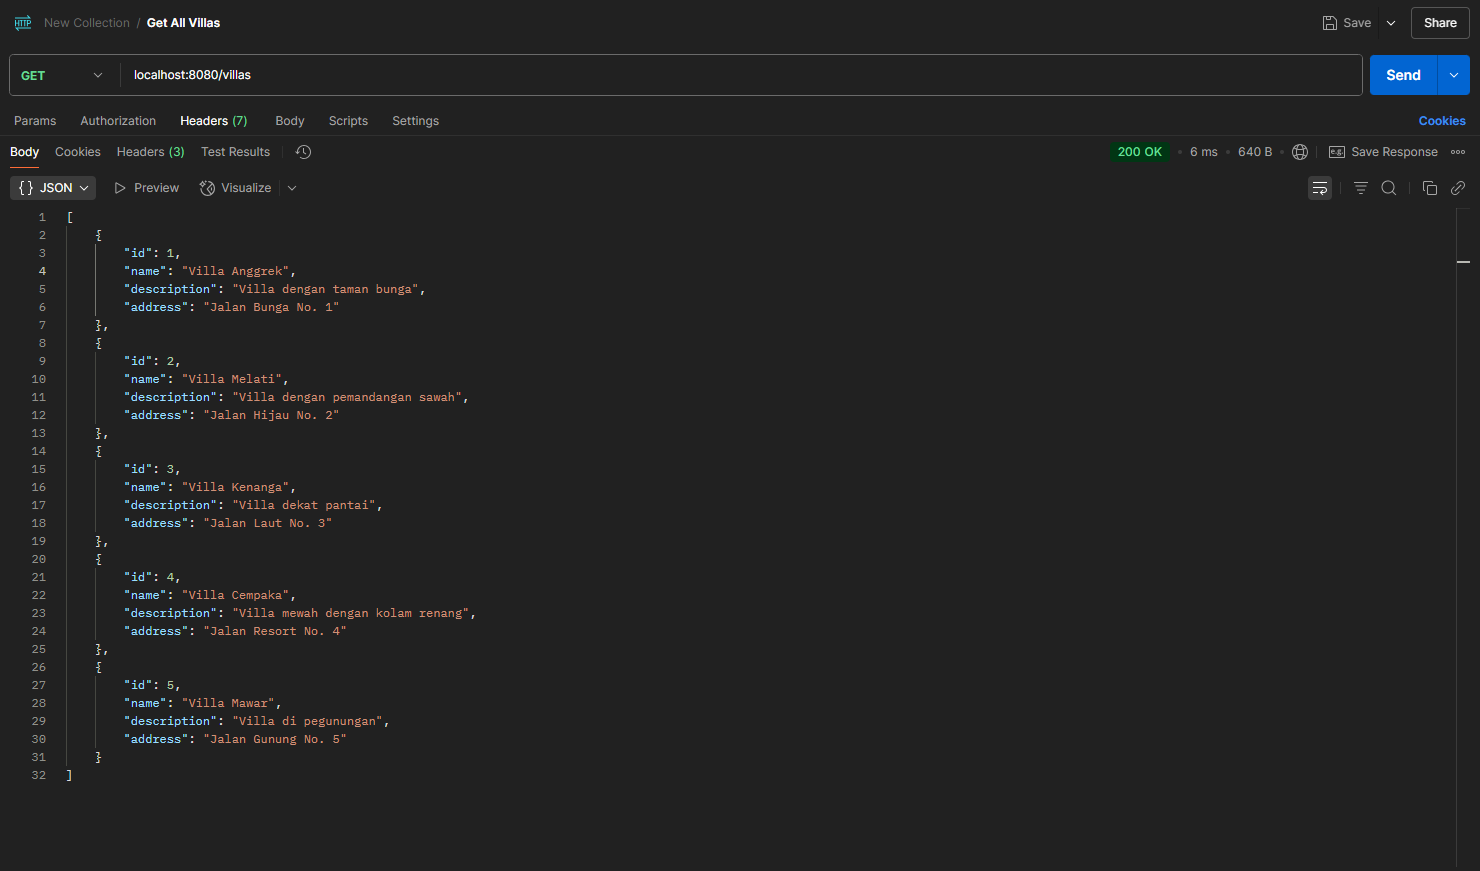 HTTP New Collection / Get All Villas Save Share
GET localhost:8080/villas Send
Params Authorization Headers (7) Body Scripts Settings Cookies
Body Cookies Headers (3) Test Results 200 OK • 6 ms • 640 B • e.g. Save Response
{} JSON Preview Visualize
1 [
2 {
3 "id": 1,
4 "name": "Villa Anggrek",
5 "description": "Villa dengan taman bunga",
6 "address": "Jalan Bunga No. 1"
7 },
8 {
9 "id": 2,
10 "name": "Villa Melati",
11 "description": "Villa dengan pemandangan sawah",
12 "address": "Jalan Hijau No. 2"
13 },
14 {
15 "id": 3,
16 "name": "Villa Kenanga",
17 "description": "Villa dekat pantai",
18 "address": "Jalan Laut No. 3"
19 },
20 {
21 "id": 4,
22 "name": "Villa Cempaka",
23 "description": "Villa mewah dengan kolam renang",
24 "address": "Jalan Resort No. 4"
25 },
26 {
27 "id": 5,
28 "name": "Villa Mawar",
29 "description": "Villa di pegunungan",
30 "address": "Jalan Gunung No. 5"
31 }
32 ]